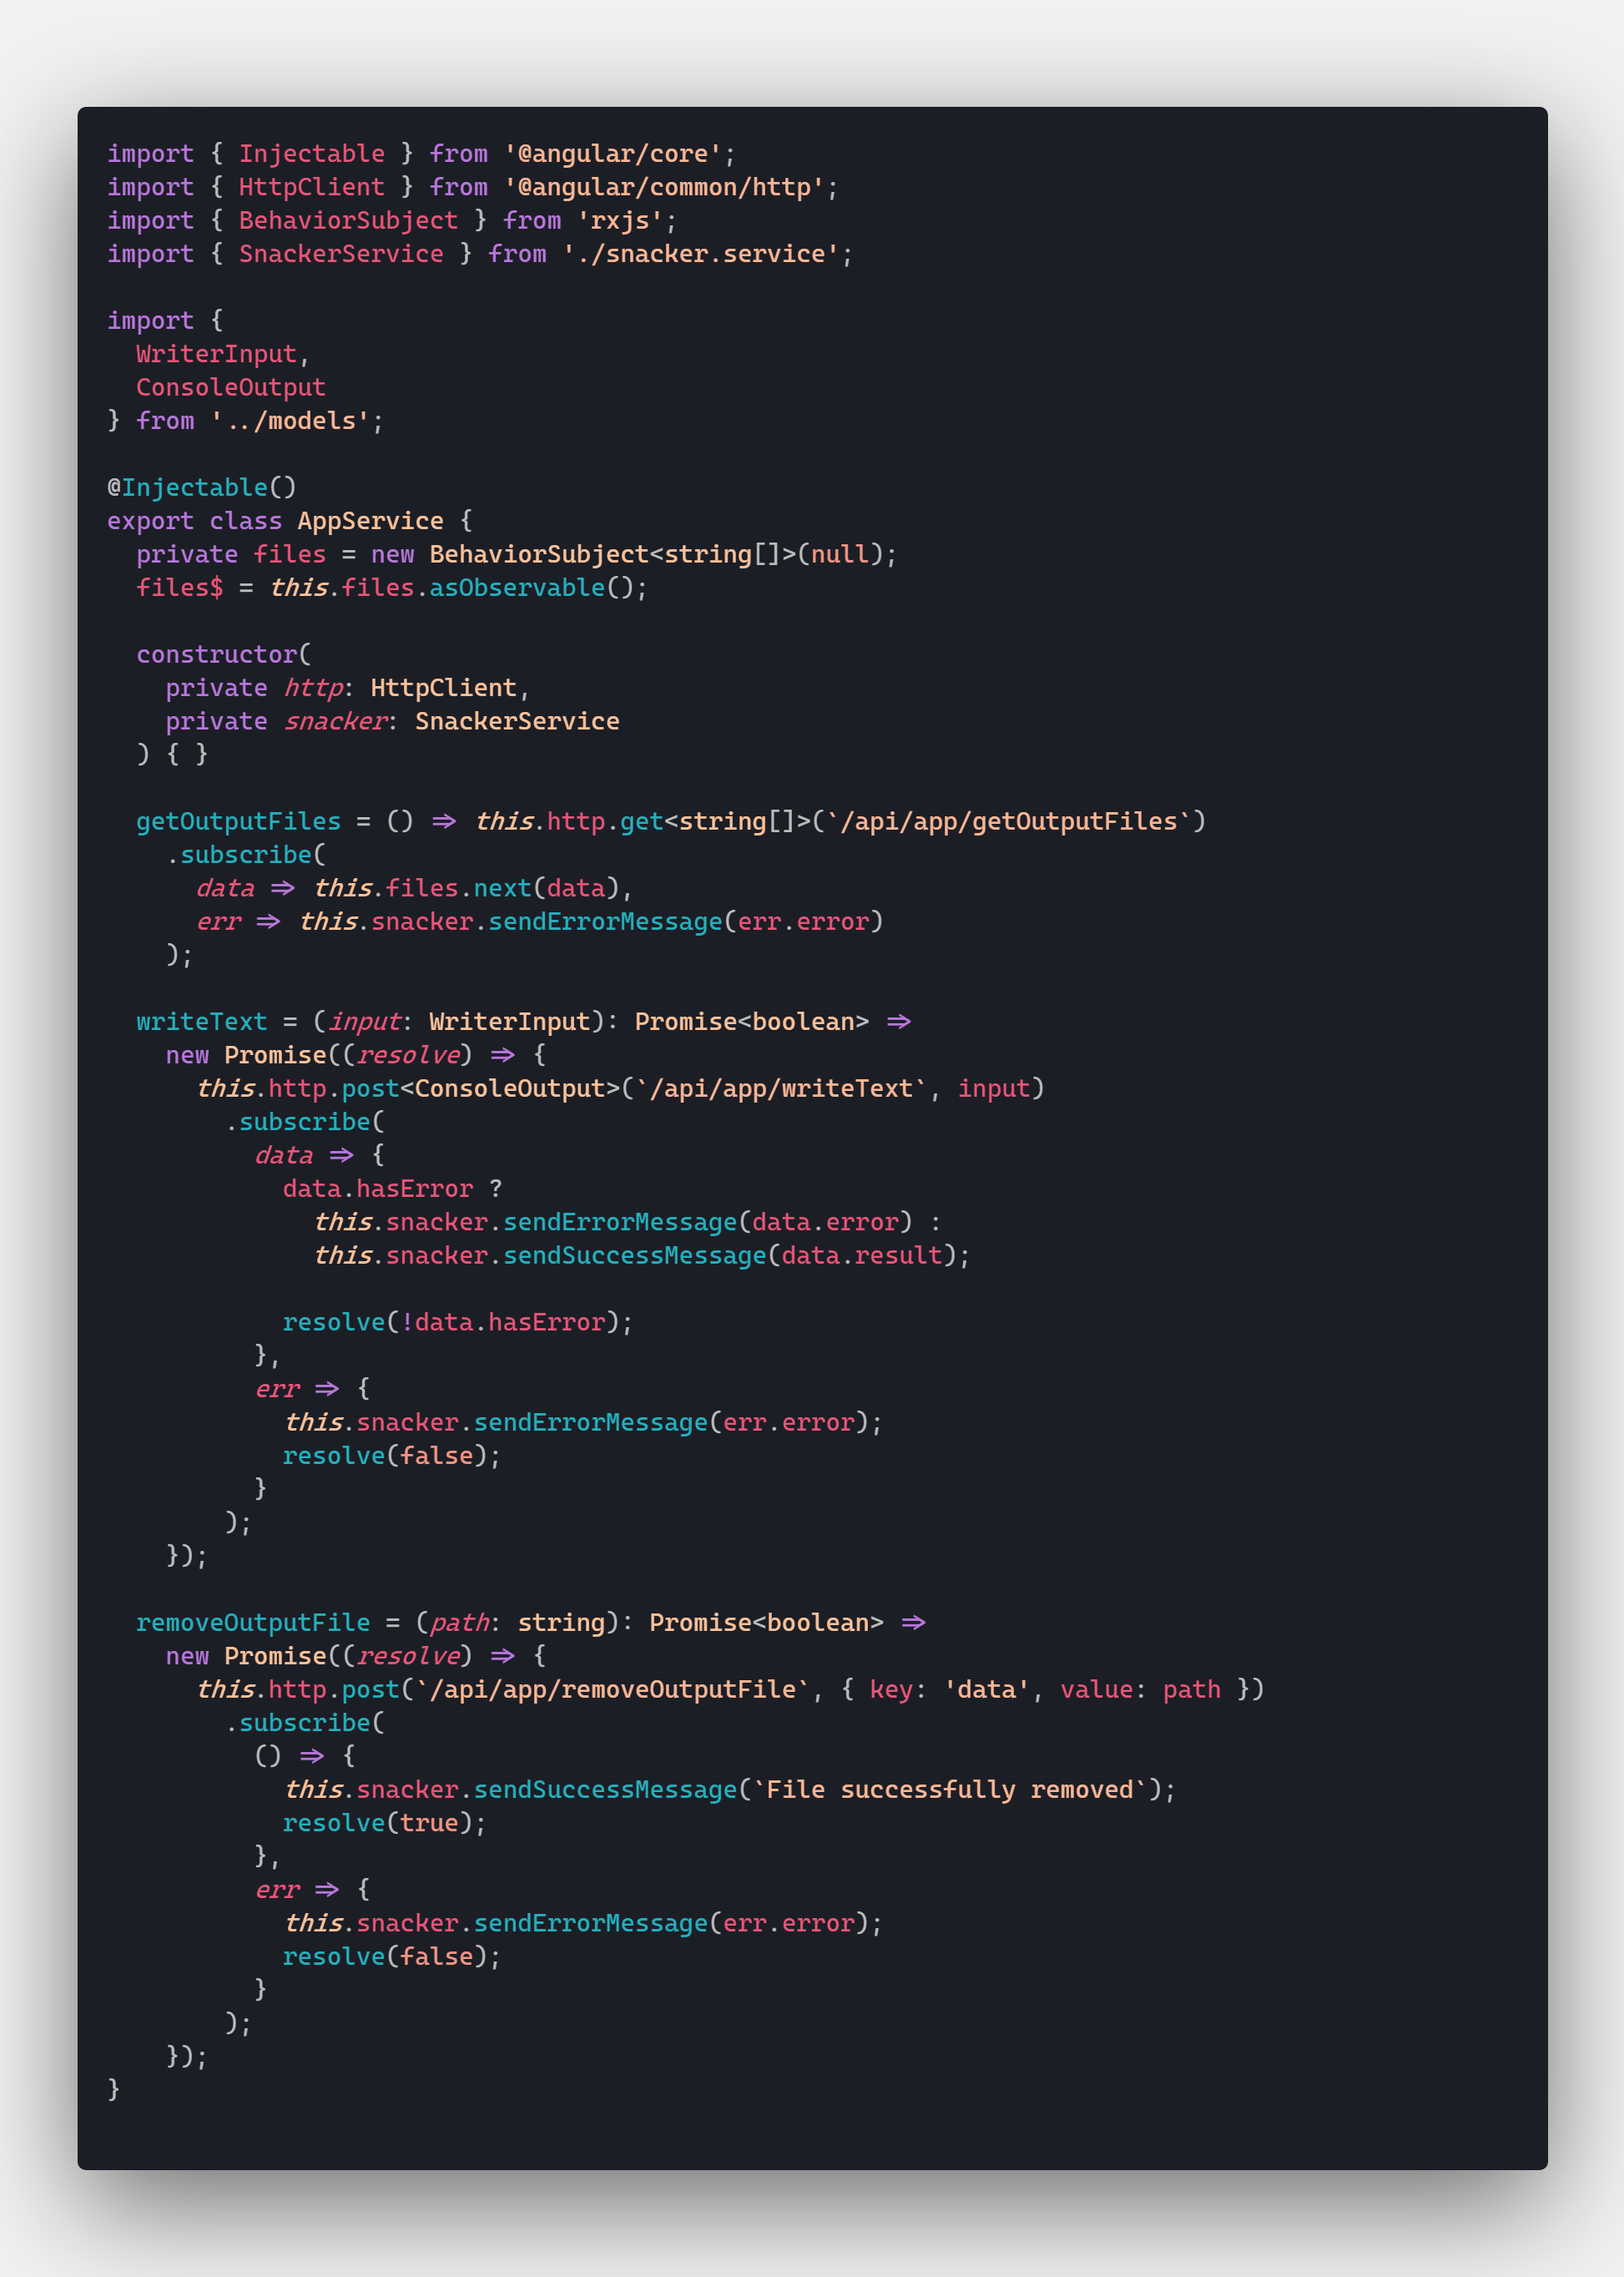 import { Injectable } from '@angular/core';
import { HttpClient } from '@angular/common/http';
import { BehaviorSubject } from 'rxjs';
import { SnackerService } from './snacker.service';

import {
  WriterInput,
  ConsoleOutput
} from '../models';

@Injectable()
export class AppService {
  private files = new BehaviorSubject<string[]>(null);
  files$ = this.files.asObservable();

  constructor(
    private http: HttpClient,
    private snacker: SnackerService
  ) { }

  getOutputFiles = () => this.http.get<string[]>(`/api/app/getOutputFiles`)
    .subscribe(
      data => this.files.next(data),
      err => this.snacker.sendErrorMessage(err.error)
    );

  writeText = (input: WriterInput): Promise<boolean> =>
    new Promise((resolve) => {
      this.http.post<ConsoleOutput>(`/api/app/writeText`, input)
        .subscribe(
          data => {
            data.hasError ?
              this.snacker.sendErrorMessage(data.error) :
              this.snacker.sendSuccessMessage(data.result);

            resolve(!data.hasError);
          },
          err => {
            this.snacker.sendErrorMessage(err.error);
            resolve(false);
          }
        );
    });

  removeOutputFile = (path: string): Promise<boolean> =>
    new Promise((resolve) => {
      this.http.post(`/api/app/removeOutputFile`, { key: 'data', value: path })
        .subscribe(
          () => {
            this.snacker.sendSuccessMessage(`File successfully removed`);
            resolve(true);
          },
          err => {
            this.snacker.sendErrorMessage(err.error);
            resolve(false);
          }
        );
    });
}